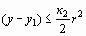 (y - y₁) ≤ κ₂/2 r²